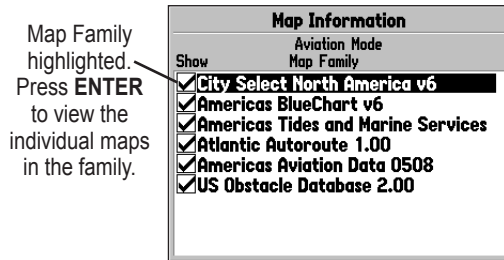 Map Family
highlighted.
Press ENTER
to view the
individual maps
in the family.
Map Information
Aviation Mode
Show Map Family
City Select North America v6
Americas BlueChart v6
Americas Tides and Marine Services
Atlantic Autoroute 1.00
Americas Aviation Data 0508
US Obstacle Database 2.00